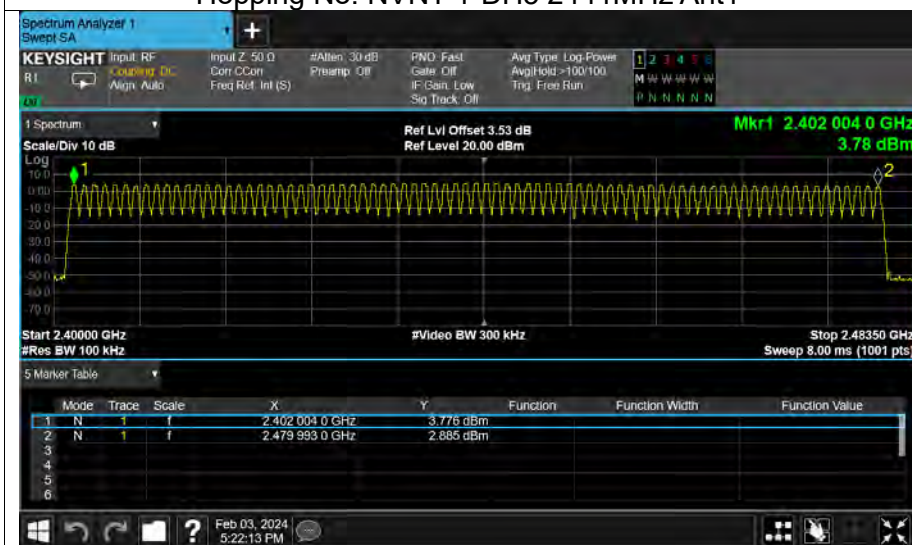 Hopping No. NVNT 1-DH5 2441MHz Ant1
Spectrum Analyzer 1
Swept SA
+
KEYSIGHT Input: RF Input Z: 50 Ω #Atten: 30 dB PNO: Fast Avg Type: Log-Power 1 2 3 4 5 6
R1 Coupling: DC Corr CCorr Preamp: Off Gate: Off Avg|Hold:>100/100 M W W W W W
Align: Auto Freq Ref: Int (S) IF Gain: Low Trig: Free Run
Sig Track: Off P N N N N N
1 Spectrum Ref Lvl Offset 3.53 dB Mkr1 2.402 004 0 GHz
Scale/Div 10 dB Ref Level 20.00 dBm 3.78 dBm
Log
10.0 1 2
0.00
-10.0
-20.0
-30.0
-40.0
-50.0
-60.0
-70.0
Start 2.40000 GHz #Video BW 300 kHz Stop 2.48350 GHz
#Res BW 100 kHz Sweep 8.00 ms (1001 pts)
5 Marker Table
Mode Trace Scale X Y Function Function Width Function Value
1 N 1 f 2.402 004 0 GHz 3.776 dBm
2 N 1 f 2.479 993 0 GHz 2.885 dBm
3
4
5
6
? Feb 03, 2024
5:22:13 PM